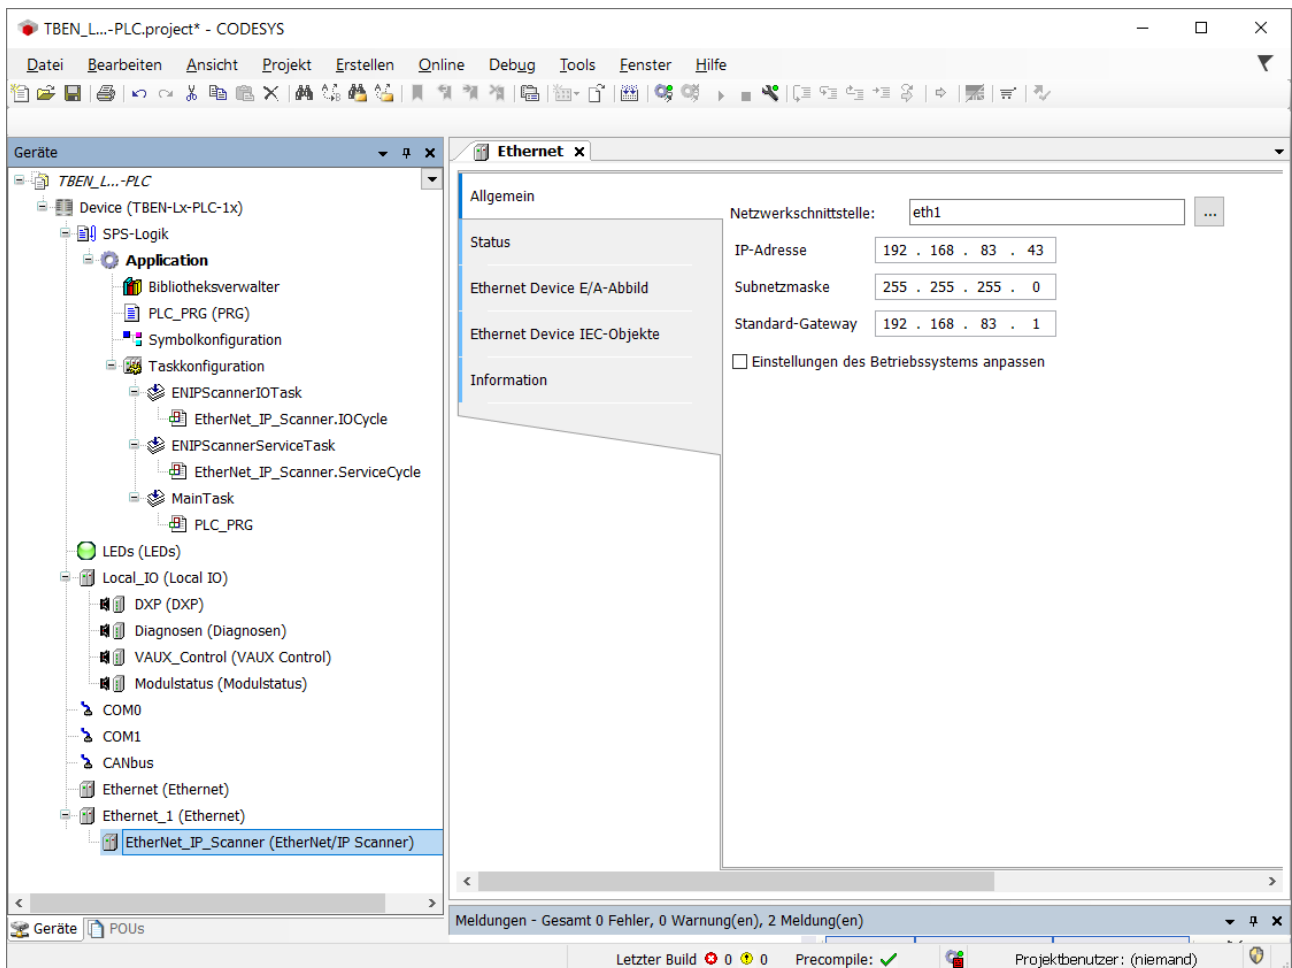 TBEN_L...-PLC.project* - CODESYS
Datei Bearbeiten Ansicht Projekt Erstellen Online Debug Tools Fenster Hilfe
Geräte
TBEN_L...-PLC
Device (TBEN-Lx-PLC-1x)
SPS-Logik
Application
Bibliotheksverwalter
PLC_PRG (PRG)
Symbolkonfiguration
Taskkonfiguration
ENIPScannerIOTask
EtherNet_IP_Scanner.IOCycle
ENIPScannerServiceTask
EtherNet_IP_Scanner.ServiceCycle
MainTask
PLC_PRG
LEDs (LEDs)
Local_IO (Local IO)
DXP (DXP)
Diagnosen (Diagnosen)
VAUX_Control (VAUX Control)
Modulstatus (Modulstatus)
COM0
COM1
CANbus
Ethernet (Ethernet)
Ethernet_1 (Ethernet)
EtherNet_IP_Scanner (EtherNet/IP Scanner)
Geräte POUs
Ethernet
Allgemein
Status
Ethernet Device E/A-Abbild
Ethernet Device IEC-Objekte
Information
Netzwerkschnittstelle: eth1 ...
IP-Adresse 192 . 168 . 83 . 43
Subnetzmaske 255 . 255 . 255 . 0
Standard-Gateway 192 . 168 . 83 . 1
Einstellungen des Betriebssystems anpassen
Meldungen - Gesamt 0 Fehler, 0 Warnung(en), 2 Meldung(en)
Letzter Build 0 0 Precompile: Projektbenutzer: (niemand)